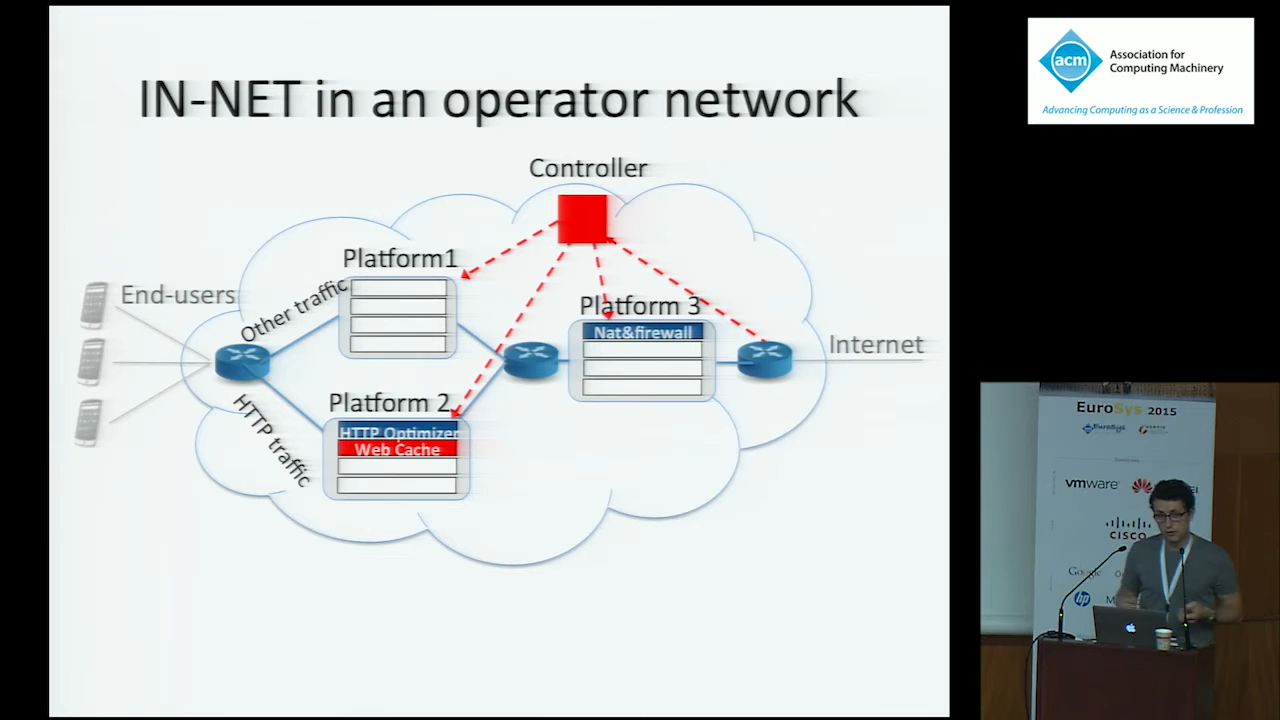 IN-NET in an operator network
Controller
Platform1
End-users
Other traffic
Platform 3
Nat&firewall
Internet
Platform 2
HTTP traffic
HTTP Optimizer
Web Cache
acm
Association for
Computing Machinery
Advancing Computing as a Science & Profession
EuroSys 2015
EuroSys
vmware
CISCO
Google
hp